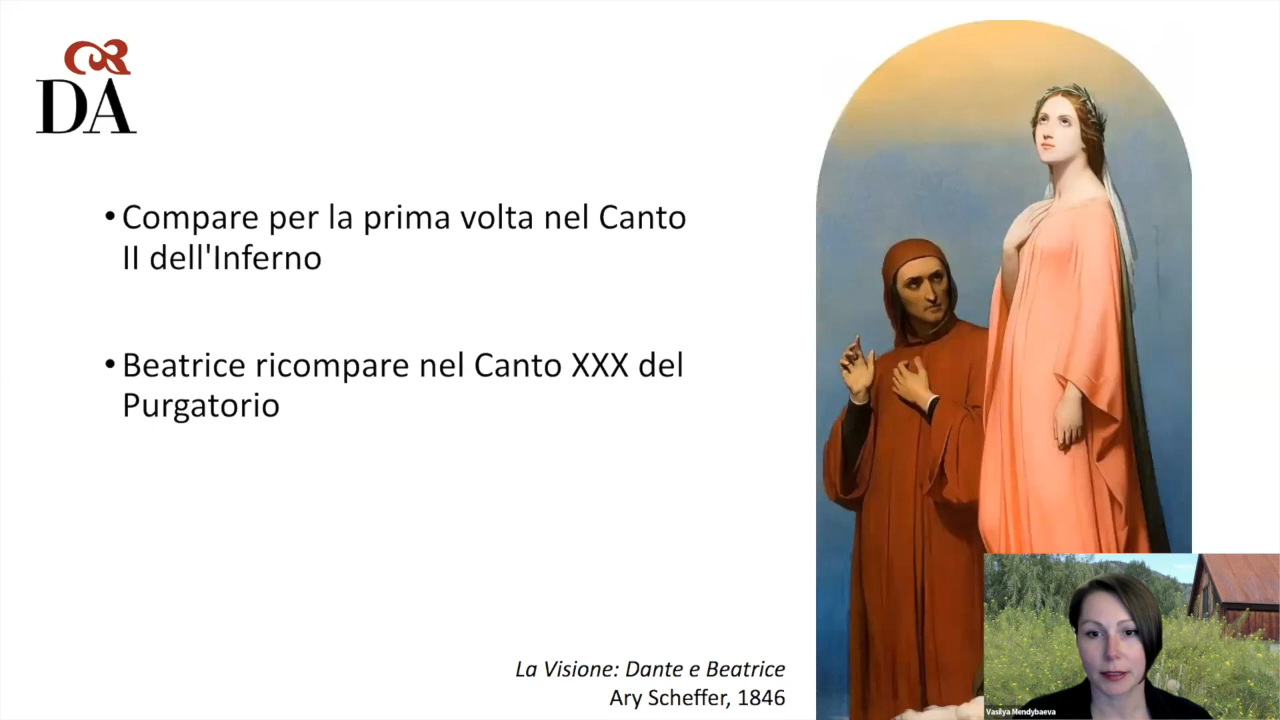 DA
• Compare per la prima volta nel Canto
II dell'Inferno
• Beatrice ricompare nel Canto XXX del
Purgatorio
La Visione: Dante e Beatrice
Ary Scheffer, 1846
Vasilya Mendybaeva